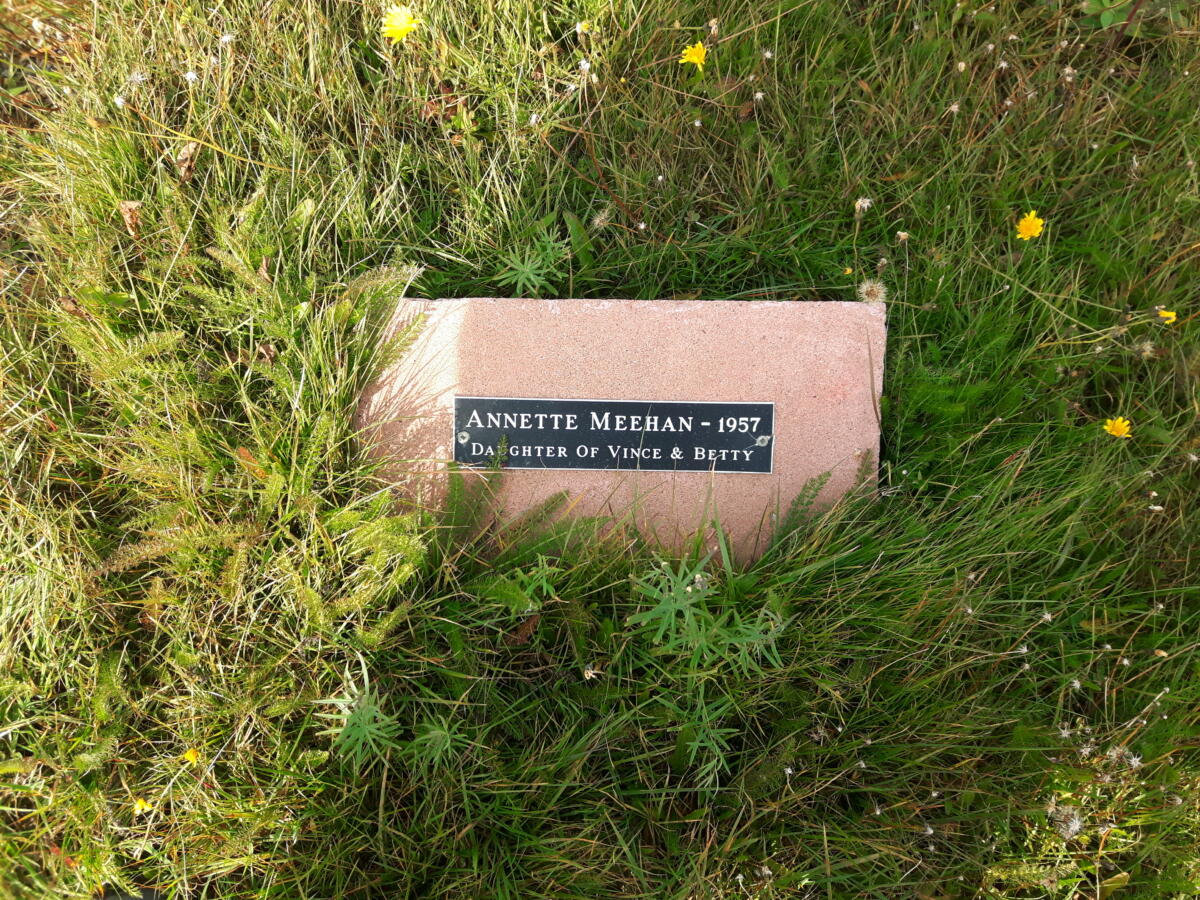 ANNETTE MEEHAN - 1957
DAUGHTER OF VINCE & BETTY